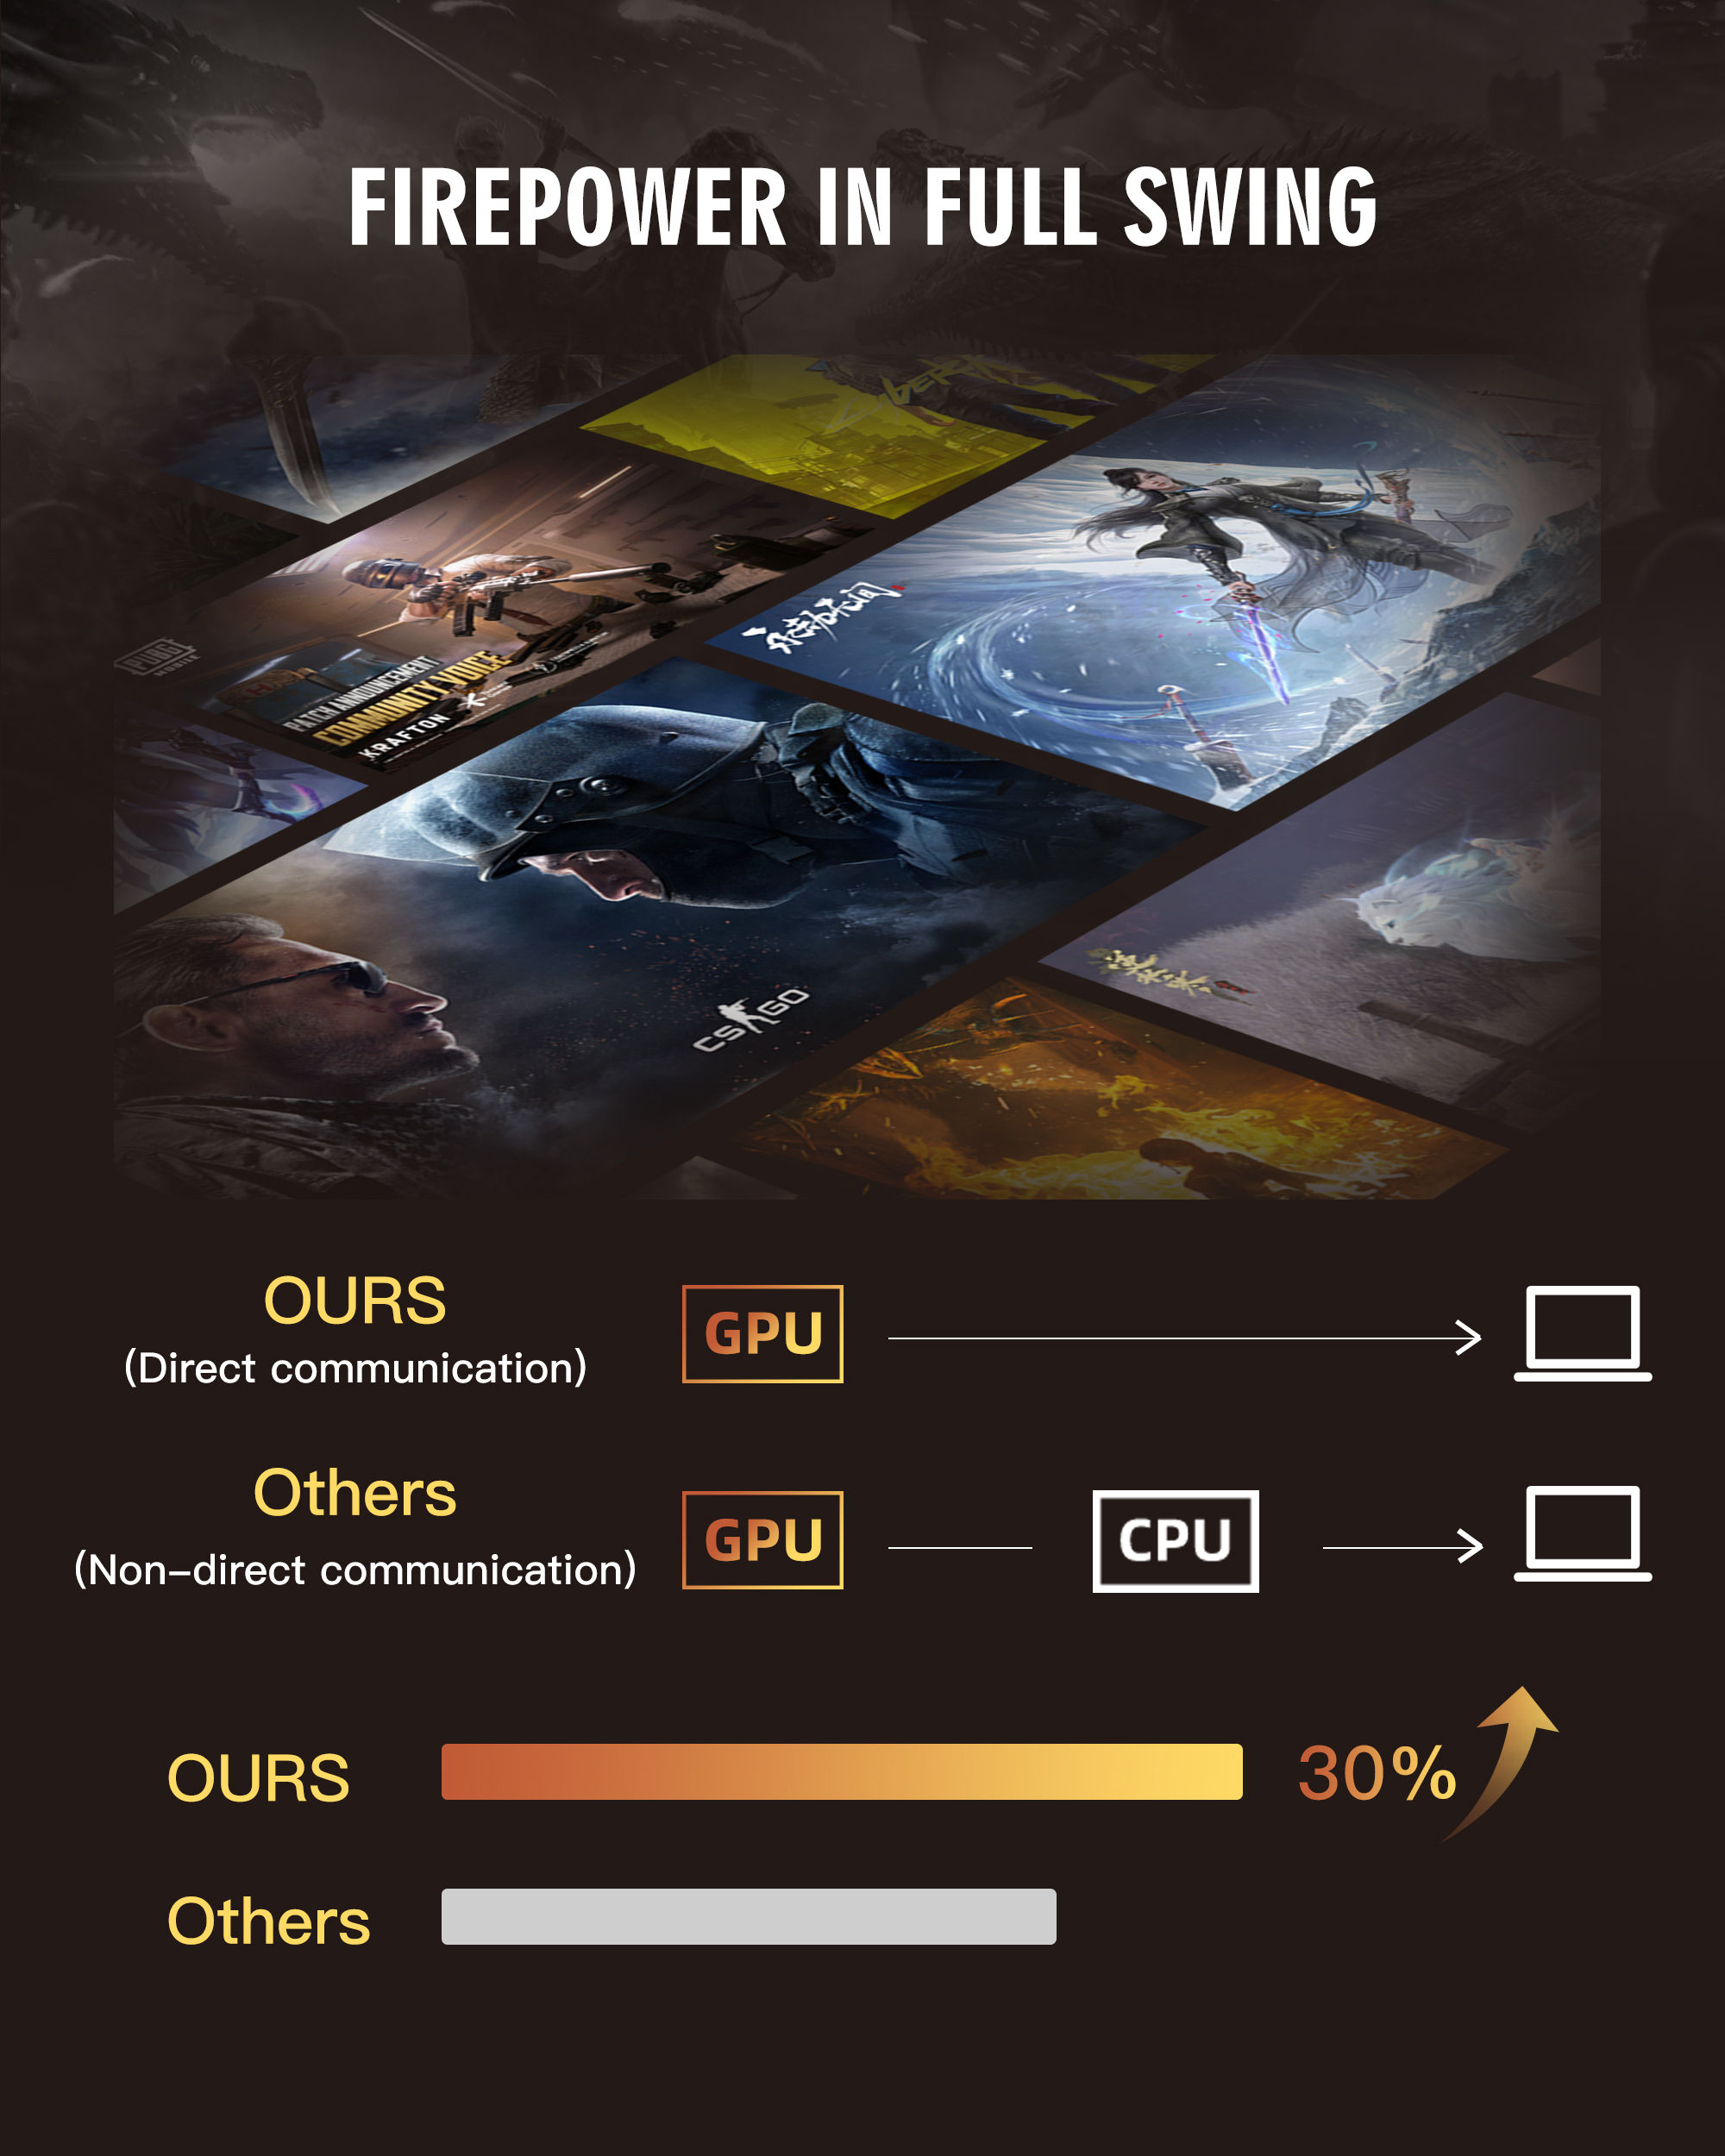 FIREPOWER IN FULL SWING
PUBG
MOBILE
PATCH ANNOUNCEMENT
COMMUNITY VOICE
KRAFTON
CS GO
OURS
(Direct communication)
GPU
Others
(Non-direct communication)
GPU
CPU
OURS
30%
Others